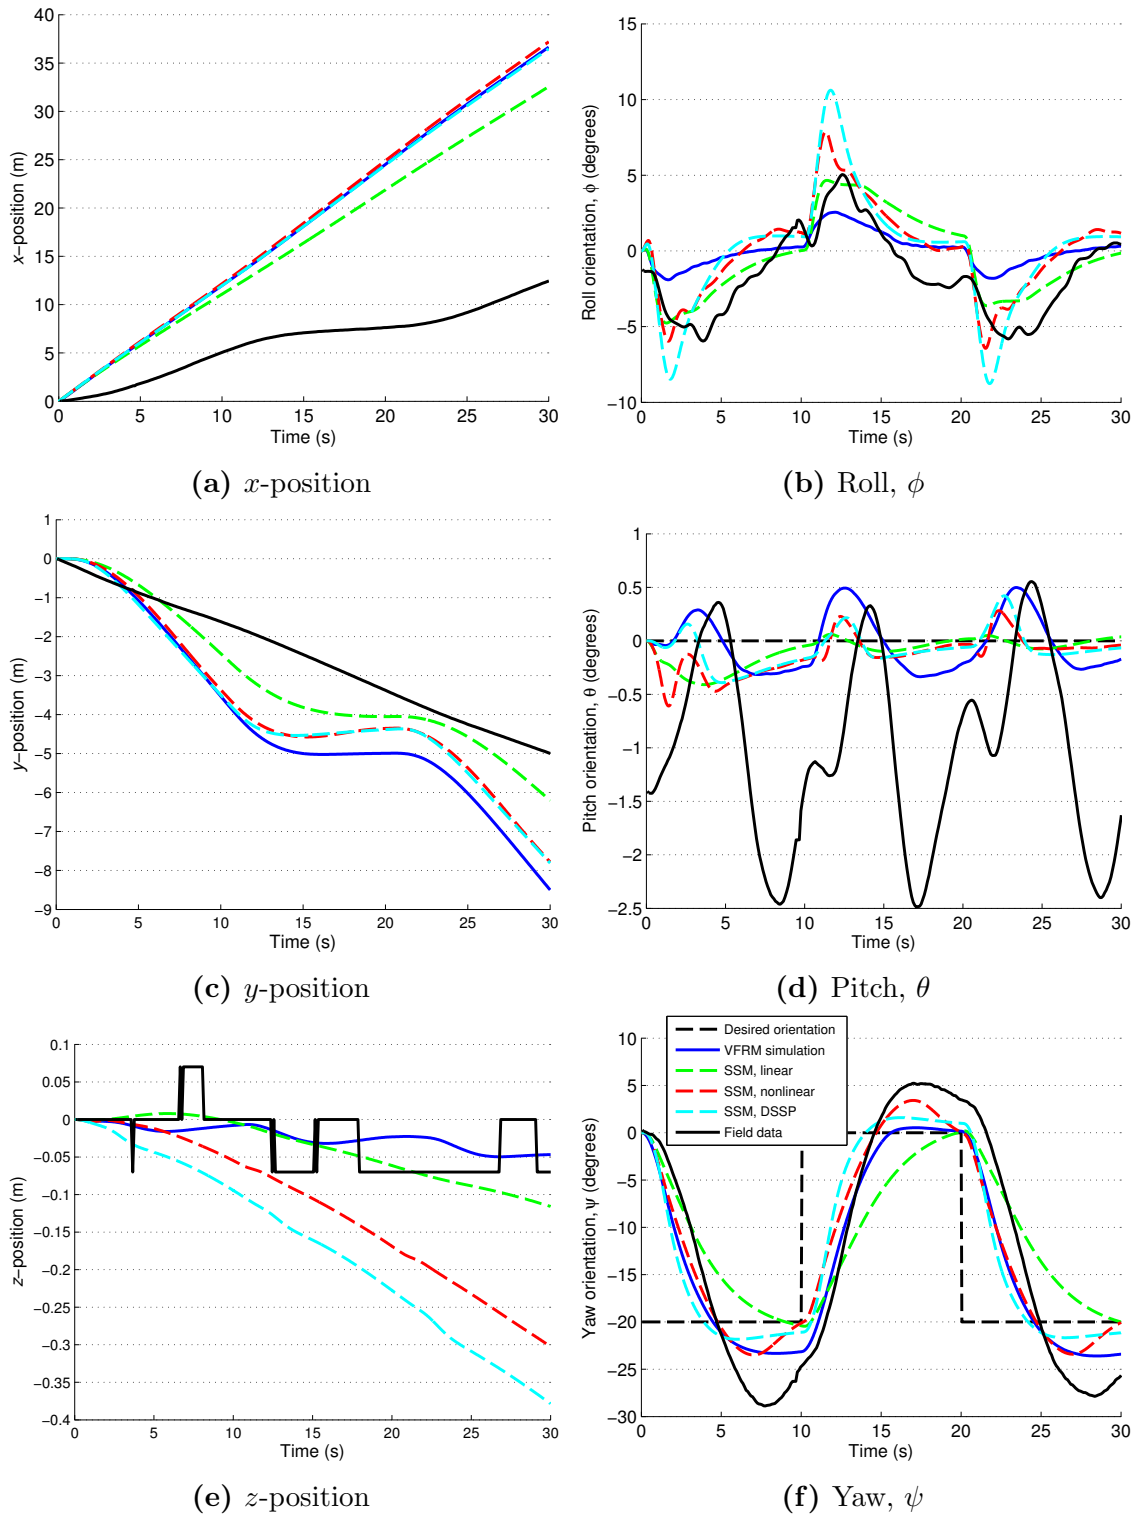 40
35
30
25
20
15
10
5
0
x−position (m)
0 5 10 15 20 25 30
Time (s)
(a) x-position
15
10
5
0
−5
−10
Roll orientation, ϕ (degrees)
0 5 10 15 20 25 30
Time (s)
(b) Roll, ϕ
1
0
−1
−2
−3
−4
−5
−6
−7
−8
−9
y−position (m)
0 5 10 15 20 25 30
Time (s)
(c) y-position
1
0.5
0
−0.5
−1
−1.5
−2
−2.5
Pitch orientation, θ (degrees)
0 5 10 15 20 25 30
Time (s)
(d) Pitch, θ
0.1
0.05
0
−0.05
−0.1
−0.15
−0.2
−0.25
−0.3
−0.35
−0.4
z−position (m)
0 5 10 15 20 25 30
Time (s)
(e) z-position
10
5
0
−5
−10
−15
−20
−25
−30
Yaw orientation, ψ (degrees)
Desired orientation
VFRM simulation
SSM, linear
SSM, nonlinear
SSM, DSSP
Field data
0 5 10 15 20 25 30
Time (s)
(f) Yaw, ψ